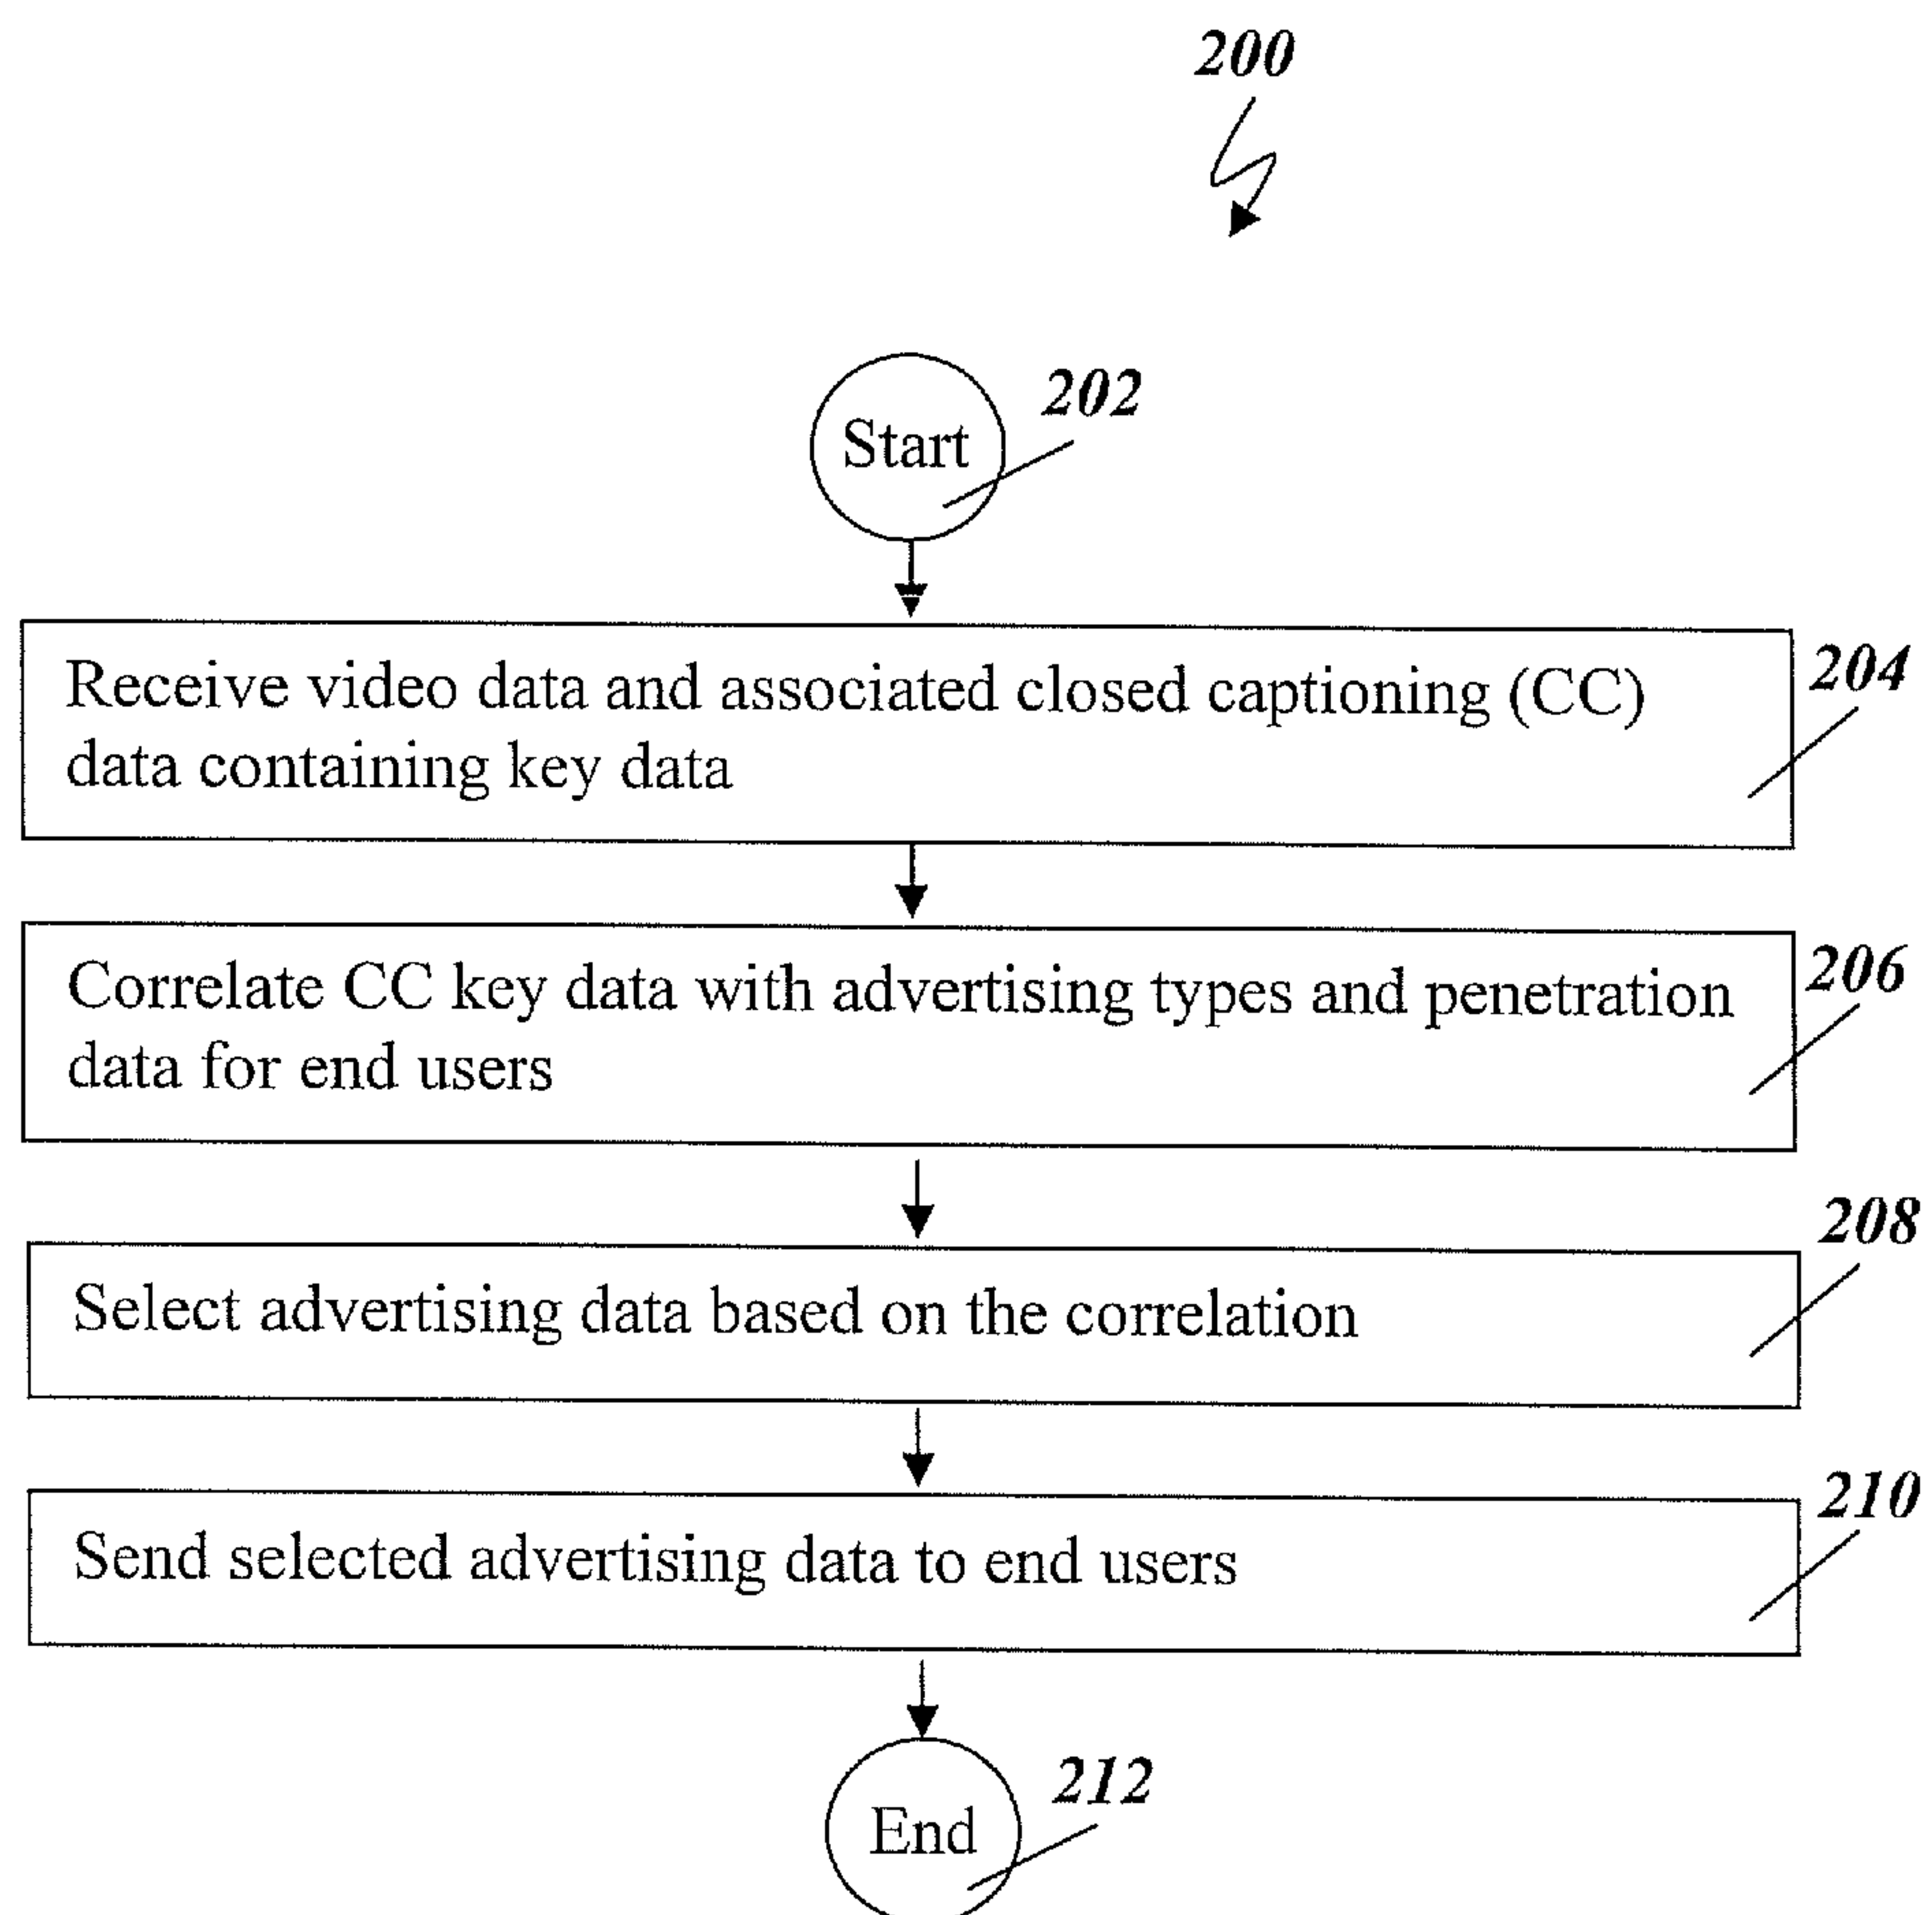 200
202
Start
204
Receive video data and associated closed captioning (CC)
data containing key data
206
Correlate CC key data with advertising types and penetration
data for end users
208
Select advertising data based on the correlation
210
Send selected advertising data to end users
212
End